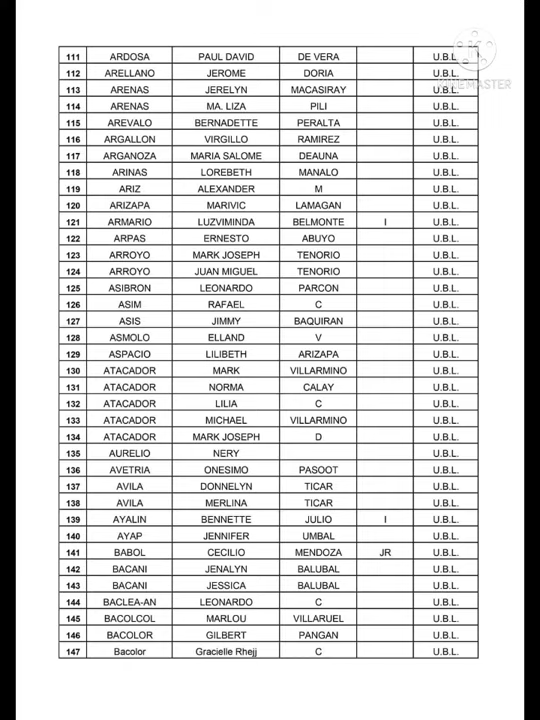 111 ARDOSA PAUL DAVID DE VERA U.B.L.
112 ARELLANO JEROME DORIA U.B.L.
KINEMASTER
113 ARENAS JERELYN MACASIRAY U.B.L.
114 ARENAS MA. LIZA PILI U.B.L.
115 AREVALO BERNADETTE PERALTA U.B.L.
116 ARGALLON VIRGILLO RAMIREZ U.B.L.
117 ARGANOZA MARIA SALOME DEAUNA U.B.L.
118 ARINAS LOREBETH MANALO U.B.L.
119 ARIZ ALEXANDER M U.B.L.
120 ARIZAPA MARIVIC LAMAGAN U.B.L.
121 ARMARIO LUZVIMINDA BELMONTE I U.B.L.
122 ARPAS ERNESTO ABUYO U.B.L.
123 ARROYO MARK JOSEPH TENORIO U.B.L.
124 ARROYO JUAN MIGUEL TENORIO U.B.L.
125 ASIBRON LEONARDO PARCON U.B.L.
126 ASIM RAFAEL C U.B.L.
127 ASIS JIMMY BAQUIRAN U.B.L.
128 ASMOLO ELLAND V U.B.L.
129 ASPACIO LILIBETH ARIZAPA U.B.L.
130 ATACADOR MARK VILLARMINO U.B.L.
131 ATACADOR NORMA CALAY U.B.L.
132 ATACADOR LILIA C U.B.L.
133 ATACADOR MICHAEL VILLARMINO U.B.L.
134 ATACADOR MARK JOSEPH D U.B.L.
135 AURELIO NERY U.B.L.
136 AVETRIA ONESIMO PASOOT U.B.L.
137 AVILA DONNELYN TICAR U.B.L.
138 AVILA MERLINA TICAR U.B.L.
139 AYALIN BENNETTE JULIO I U.B.L.
140 AYAP JENNIFER UMBAL U.B.L.
141 BABOL CECILIO MENDOZA JR U.B.L.
142 BACANI JENALYN BALUBAL U.B.L.
143 BACANI JESSICA BALUBAL U.B.L.
144 BACLEA-AN LEONARDO C U.B.L.
145 BACOLCOL MARLOU VILLARUEL U.B.L.
146 BACOLOR GILBERT PANGAN U.B.L.
147 Bacolor Gracielle Rhejj C U.B.L.